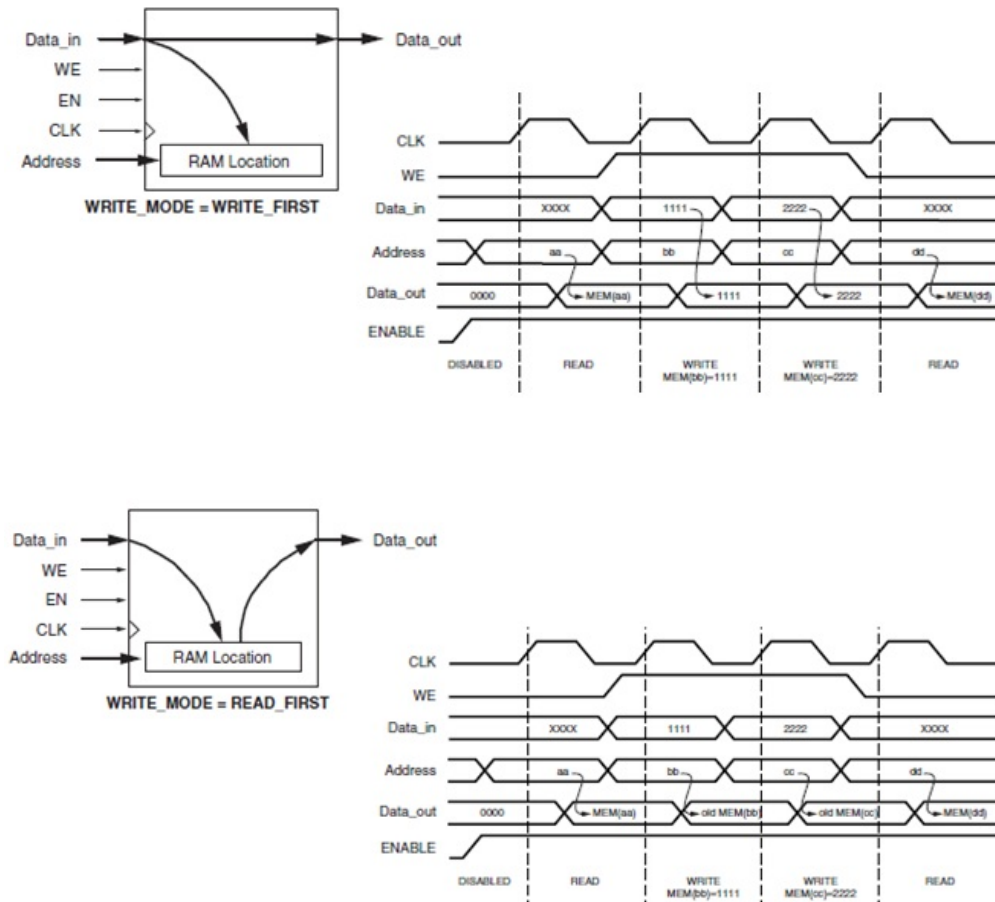 Data_in
Data_out
WE
EN
CLK
Address
RAM Location
WRITE_MODE = WRITE_FIRST
CLK
WE
Data_in XXXX 1111 2222 XXXX
Address aa bb cc dd
Data_out 0000 MEM(aa) 1111 2222 MEM(dd)
ENABLE
DISABLED READ WRITE WRITE READ
MEM(bb)=1111 MEM(cc)=2222
Data_in
Data_out
WE
EN
CLK
Address
RAM Location
WRITE_MODE = READ_FIRST
CLK
WE
Data_in XXXX 1111 2222 XXXX
Address aa bb cc dd
Data_out 0000 MEM(aa) old MEM(bb) old MEM(cc) MEM(dd)
ENABLE
DISABLED READ WRITE WRITE READ
MEM(bb)=1111 MEM(cc)=2222